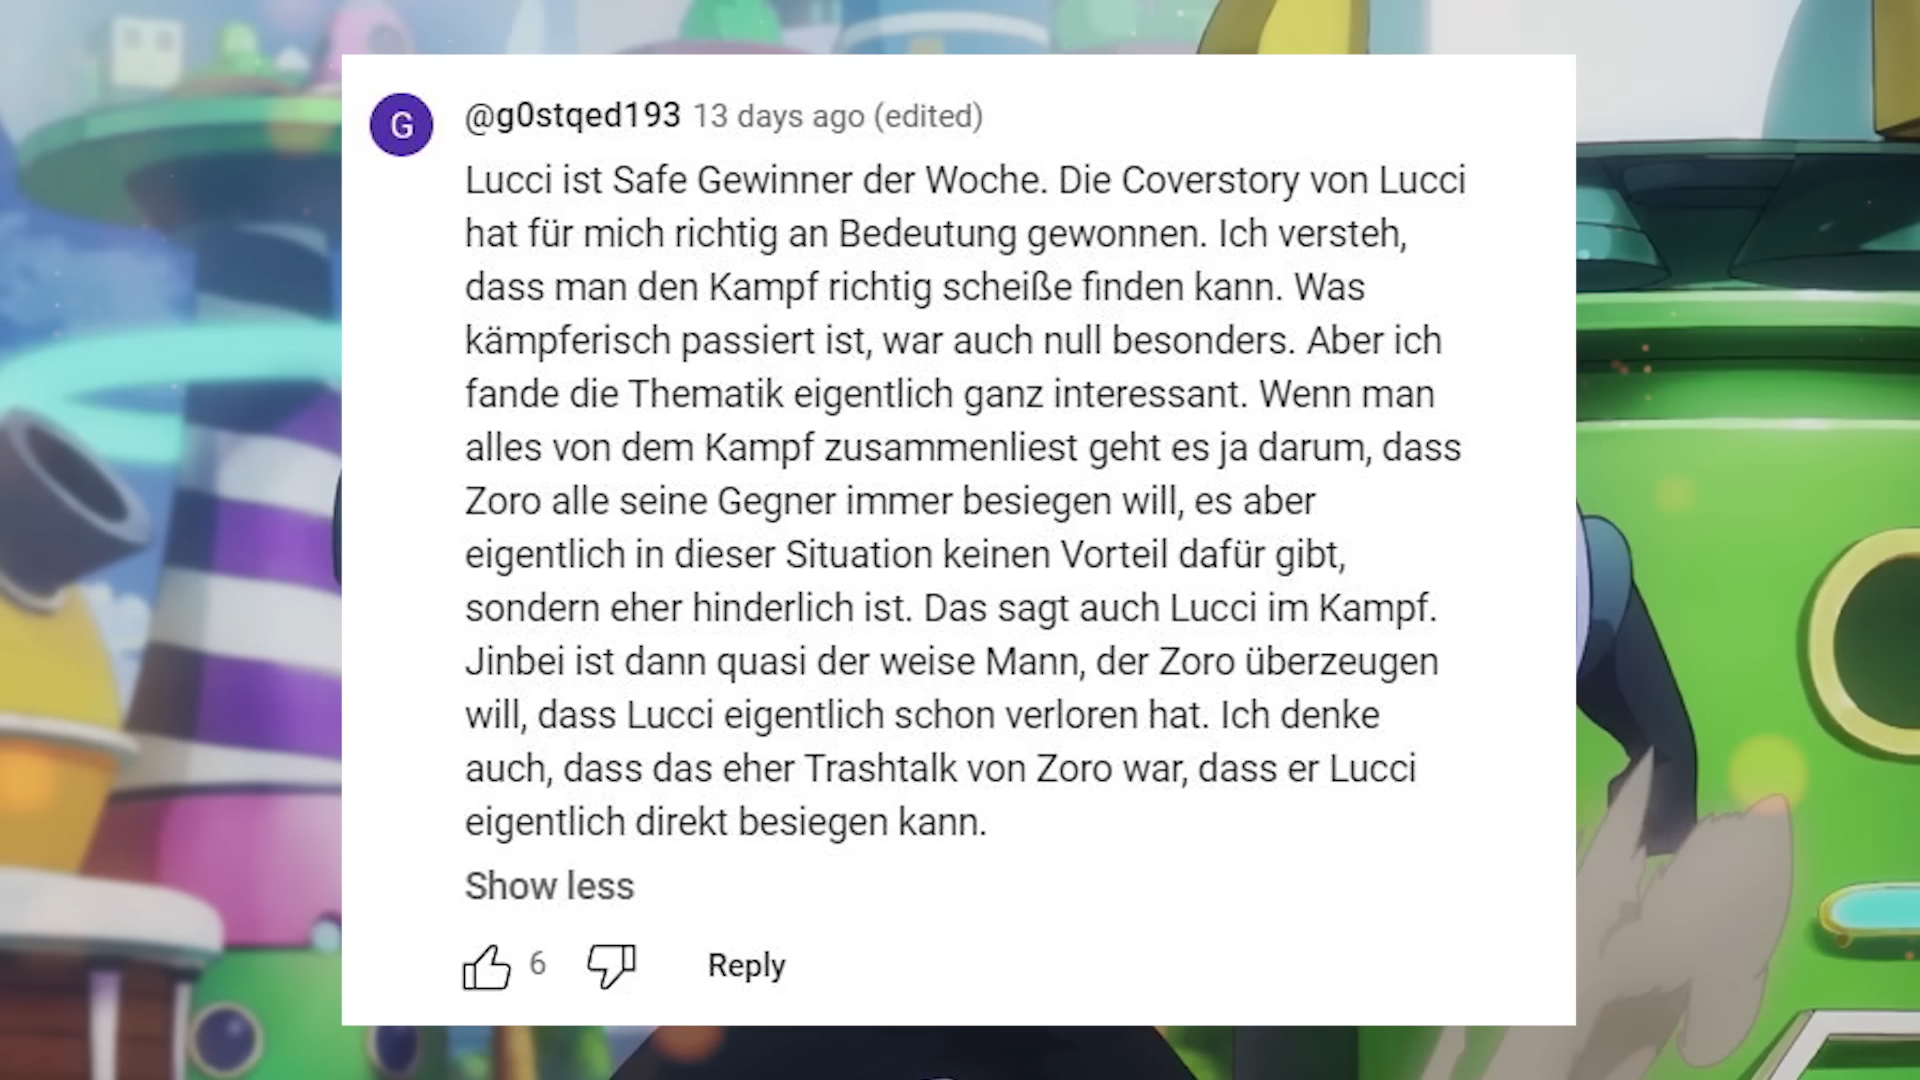 G
@g0stqed193 13 days ago (edited)
Lucci ist Safe Gewinner der Woche. Die Coverstory von Lucci
hat für mich richtig an Bedeutung gewonnen. Ich versteh,
dass man den Kampf richtig scheiße finden kann. Was
kämpferisch passiert ist, war auch null besonders. Aber ich
fande die Thematik eigentlich ganz interessant. Wenn man
alles von dem Kampf zusammenliest geht es ja darum, dass
Zoro alle seine Gegner immer besiegen will, es aber
eigentlich in dieser Situation keinen Vorteil dafür gibt,
sondern eher hinderlich ist. Das sagt auch Lucci im Kampf.
Jinbei ist dann quasi der weise Mann, der Zoro überzeugen
will, dass Lucci eigentlich schon verloren hat. Ich denke
auch, dass das eher Trashtalk von Zoro war, dass er Lucci
eigentlich direkt besiegen kann.
Show less
6 Reply